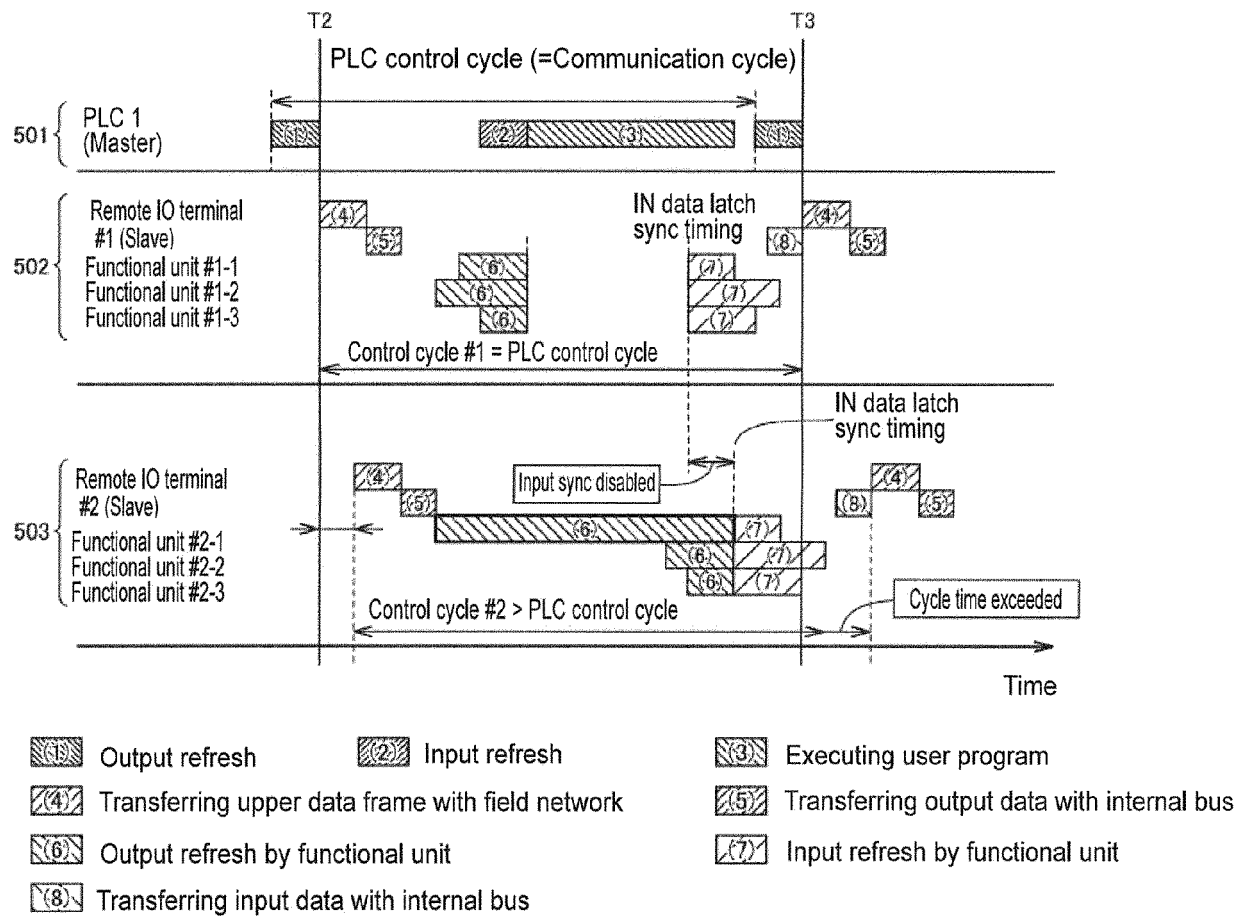 T2
T3
PLC control cycle (=Communication cycle)
501
PLC 1
(Master)
(1)
(2)
(3)
(1)
502
Remote IO terminal
#1 (Slave)
Functional unit #1-1
Functional unit #1-2
Functional unit #1-3
IN data latch
sync timing
(4)
(5)
(6)
(6)
(6)
(7)
(7)
(7)
(8)
(4)
(5)
Control cycle #1 = PLC control cycle
IN data latch
sync timing
503
Remote IO terminal
#2 (Slave)
Functional unit #2-1
Functional unit #2-2
Functional unit #2-3
Input sync disabled
(4)
(5)
(6)
(6)
(6)
(7)
(7)
(7)
(8)
(4)
(5)
Control cycle #2 > PLC control cycle
Cycle time exceeded
Time
(1) Output refresh
(2) Input refresh
(3) Executing user program
(4) Transferring upper data frame with field network
(5) Transferring output data with internal bus
(6) Output refresh by functional unit
(7) Input refresh by functional unit
(8) Transferring input data with internal bus